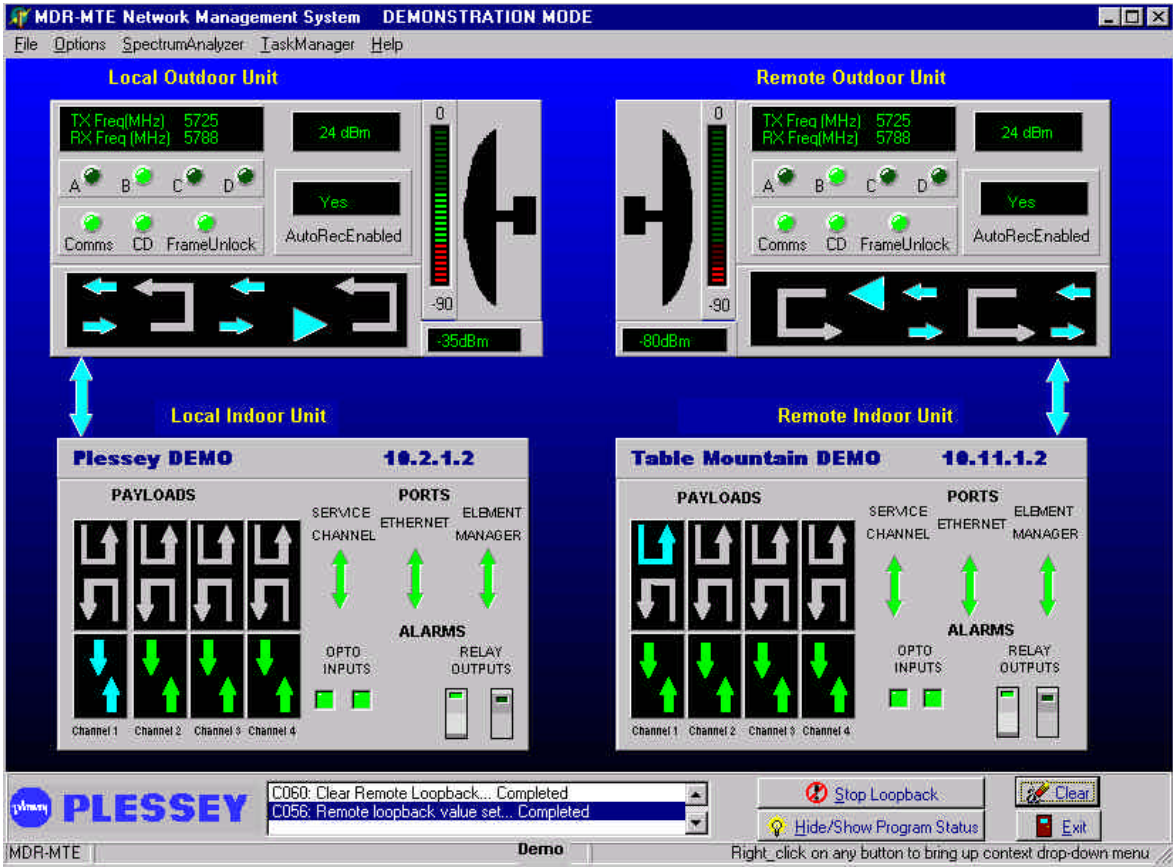 MDR-MTE Network Management System DEMONSTRATION MODE
File Options SpectrumAnalyzer TaskManager Help
Local Outdoor Unit
TX Freq(MHz) 5725
RX Freq (MHz) 5788
24 dBm
A B C D
Yes
Comms CD FrameUnlock
AutoRecEnabled
0
-90
-35dBm
Remote Outdoor Unit
0
-90
-80dBm
TX Freq (MHz) 5725
RX Freq (MHz) 5788
24 dBm
A B C D
Yes
Comms CD FrameUnlock
AutoRecEnabled
Local Indoor Unit
Plessey DEMO 10.2.1.2
PAYLOADS
PORTS
SERVICE
CHANNEL
ETHERNET
ELEMENT
MANAGER
ALARMS
OPTO
INPUTS
RELAY
OUTPUTS
Channel 1 Channel 2 Channel 3 Channel 4
Remote Indoor Unit
Table Mountain DEMO 10.11.1.2
PAYLOADS
PORTS
SERVICE
CHANNEL
ETHERNET
ELEMENT
MANAGER
ALARMS
OPTO
INPUTS
RELAY
OUTPUTS
Channel 1 Channel 2 Channel 3 Channel 4
plessey PLESSEY
C060: Clear Remote Loopback... Completed
C056: Remote loopback value set... Completed
Stop Loopback
Clear
Hide/Show Program Status
Exit
MDR-MTE
Demo
Right_click on any button to bring up context drop-down menu